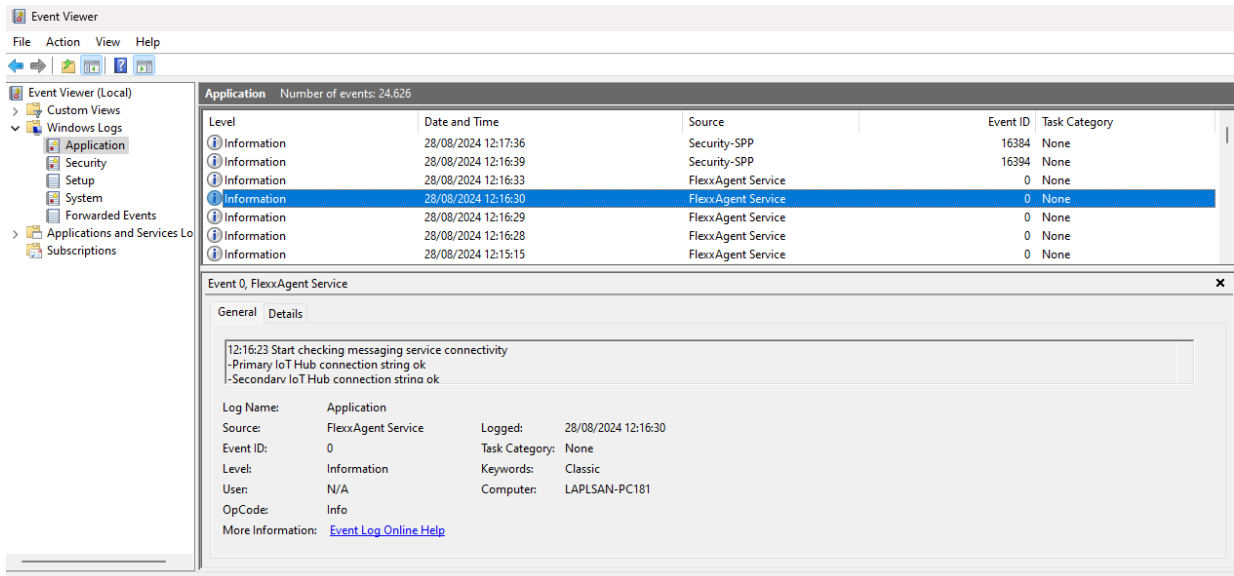 Event Viewer
File Action View Help
Event Viewer (Local)
Custom Views
Windows Logs
Application
Security
Setup
System
Forwarded Events
Applications and Services Lo
Subscriptions
Application Number of events: 24.626
Level Date and Time Source Event ID Task Category
Information 28/08/2024 12:17:36 Security-SPP 16384 None
Information 28/08/2024 12:16:39 Security-SPP 16394 None
Information 28/08/2024 12:16:33 FlexxAgent Service 0 None
Information 28/08/2024 12:16:30 FlexxAgent Service 0 None
Information 28/08/2024 12:16:29 FlexxAgent Service 0 None
Information 28/08/2024 12:16:28 FlexxAgent Service 0 None
Information 28/08/2024 12:15:15 FlexxAgent Service 0 None
Event 0, FlexxAgent Service
General Details
12:16:23 Start checking messaging service connectivity
-Primary IoT Hub connection string ok
-Secondary IoT Hub connection string ok
Log Name: Application
Source: FlexxAgent Service Logged: 28/08/2024 12:16:30
Event ID: 0 Task Category: None
Level: Information Keywords: Classic
User: N/A Computer: LAPLSAN-PC181
OpCode: Info
More Information: Event Log Online Help